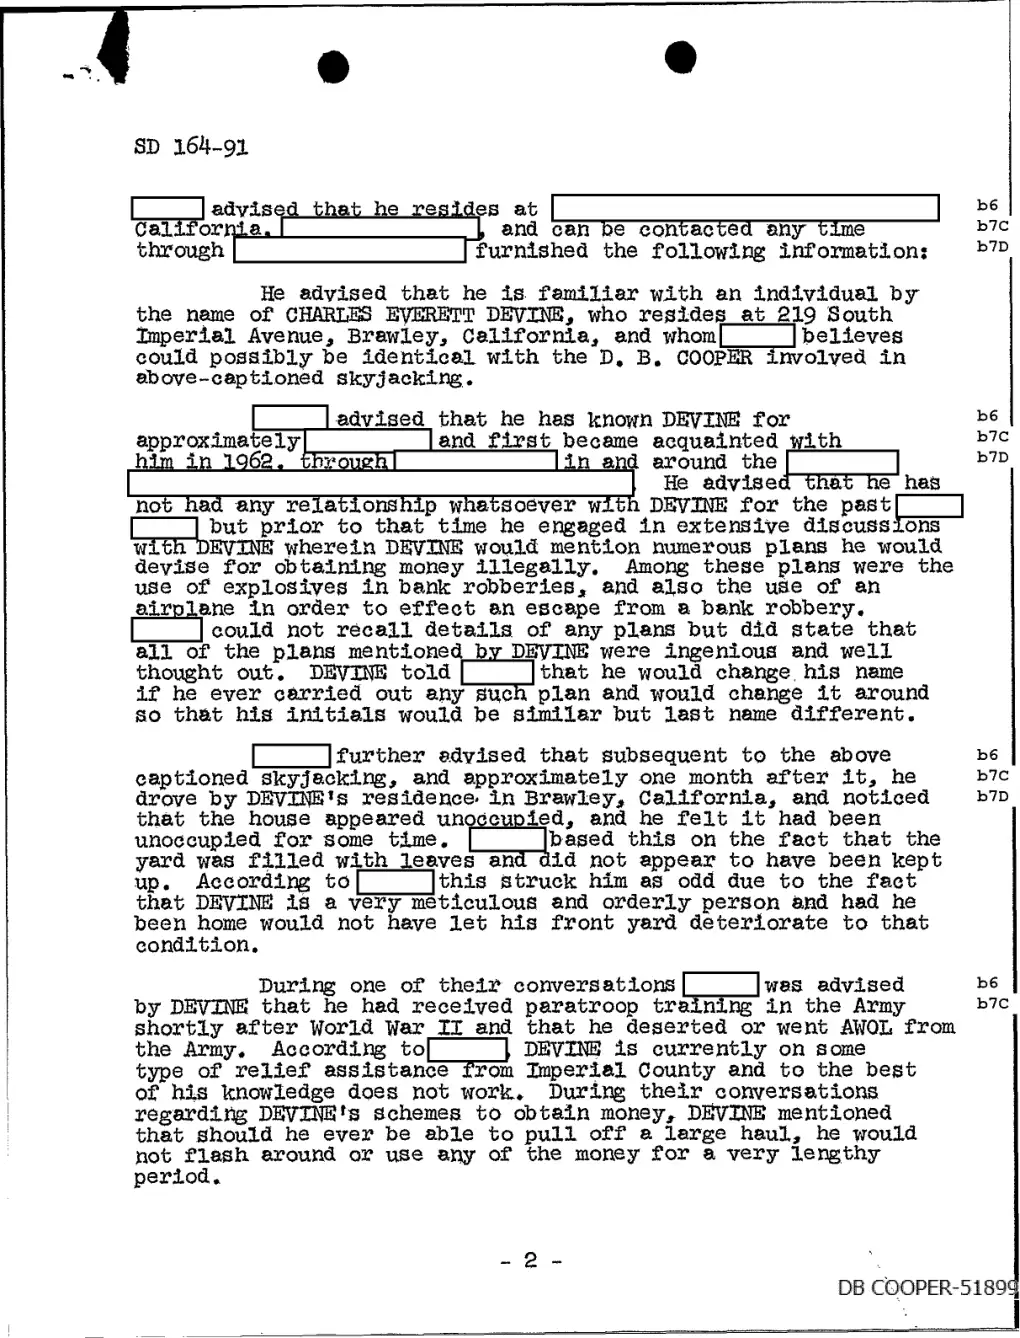 SD 164-91
advised that he resides at b6
California. , and can be contacted any time b7C
through furnished the following information: b7D
He advised that he is familiar with an individual by
the name of CHARLES EVERETT DEVINE, who resides at 219 South
Imperial Avenue, Brawley, California, and whom believes
could possibly be identical with the D. B. COOPER involved in
above-captioned skyjacking.
advised that he has known DEVINE for b6
approximately and first became acquainted with b7C
him in 1962. through in and around the b7D
He advised that he has
not had any relationship whatsoever with DEVINE for the past
but prior to that time he engaged in extensive discussions
with DEVINE wherein DEVINE would mention numerous plans he would
devise for obtaining money illegally. Among these plans were the
use of explosives in bank robberies, and also the use of an
airplane in order to effect an escape from a bank robbery.
could not recall details of any plans but did state that
all of the plans mentioned by DEVINE were ingenious and well
thought out. DEVINE told that he would change his name
if he ever carried out any such plan and would change it around
so that his initials would be similar but last name different.
further advised that subsequent to the above b6
captioned skyjacking, and approximately one month after it, he b7C
drove by DEVINE's residence in Brawley, California, and noticed b7D
that the house appeared unoccupied, and he felt it had been
unoccupied for some time. based this on the fact that the
yard was filled with leaves and did not appear to have been kept
up. According to this struck him as odd due to the fact
that DEVINE is a very meticulous and orderly person and had he
been home would not have let his front yard deteriorate to that
condition.
During one of their conversations was advised b6
by DEVINE that he had received paratroop training in the Army b7C
shortly after World War II and that he deserted or went AWOL from
the Army. According to , DEVINE is currently on some
type of relief assistance from Imperial County and to the best
of his knowledge does not work. During their conversations
regarding DEVINE's schemes to obtain money, DEVINE mentioned
that should he ever be able to pull off a large haul, he would
not flash around or use any of the money for a very lengthy
period.
- 2 -
DB COOPER-51899